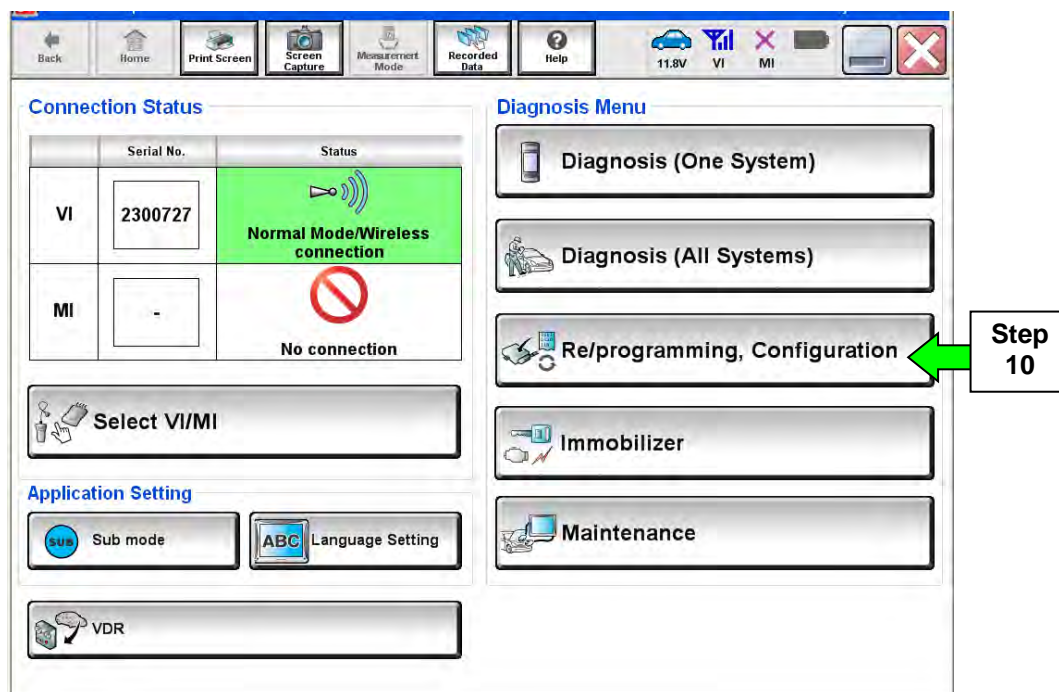 Back
Home
Print Screen
Screen
Capture
Measurement
Mode
Recorded
Data
Help
11.8V
VI
MI
Connection Status
Serial No.
Status
VI
2300727
Normal Mode/Wireless
connection
MI
-
No connection
Select VI/MI
Application Setting
SUB
Sub mode
ABC
Language Setting
VDR
Diagnosis Menu
Diagnosis (One System)
Diagnosis (All Systems)
Re/programming, Configuration
Immobilizer
Maintenance
Step
10